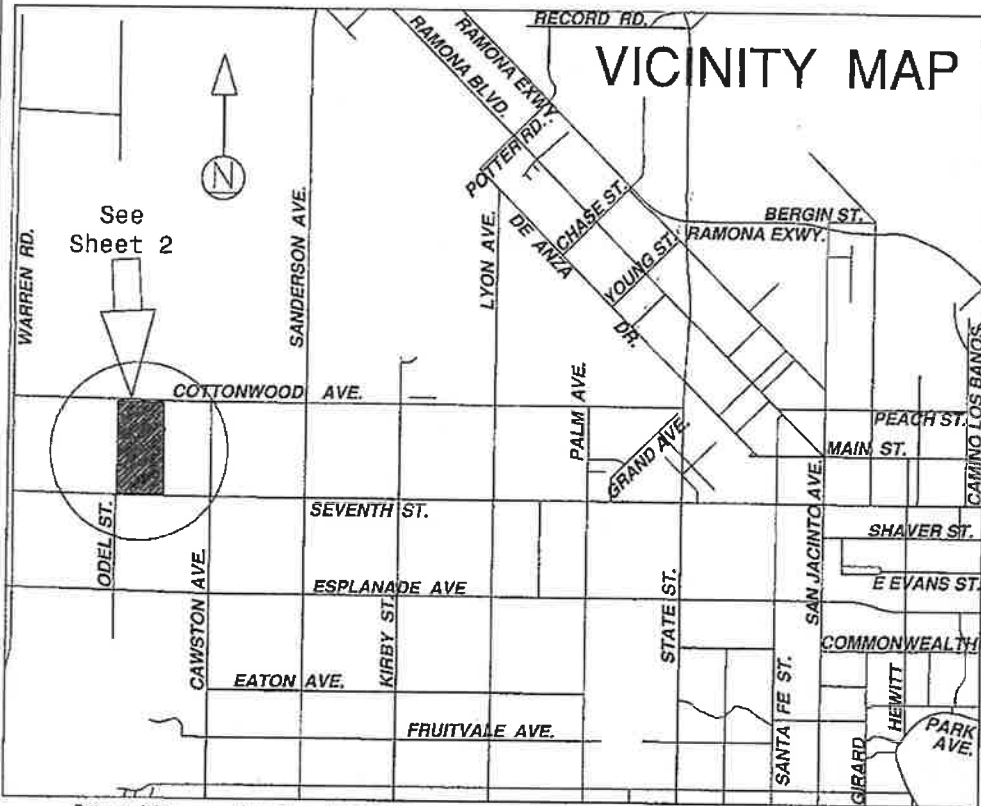 RECORD RD.
VICINITY MAP
RAMONA EXWY
RAMONA BLVD.
N
POTTER RD.
See
Sheet 2
WARREN RD.
SANDERSON AVE.
LYON AVE.
CHASE ST.
DE ANZA
DR.
YOUNG ST.
BERGIN ST.
RAMONA EXWY.
CAMINO LOS BANOS
COTTONWOOD AVE.
PALM AVE.
GRAND AVE.
PEACH ST.
MAIN ST.
SEVENTH ST.
ODEL ST.
SAN JACINTO AVE.
SHAVER ST.
E EVANS ST.
ESPLANADE AVE
CAWSTON AVE.
KIRBY ST.
STATE ST.
COMMONWEALTH
EATON AVE.
SANTA FE ST.
HEWITT
FRUITVALE AVE.
GIRARD
PARK
AVE.